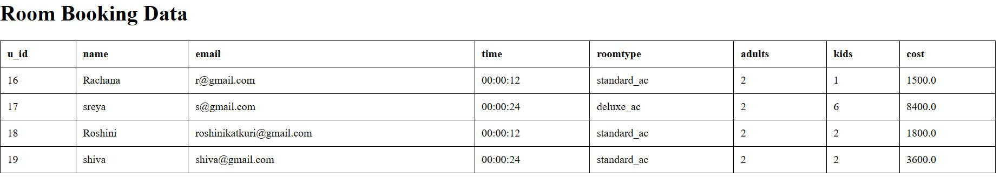 Room Booking Data
u_id name email time roomtype adults kids cost
16 Rachana r@gmail.com 00:00:12 standard_ac 2 1 1500.0
17 sreya s@gmail.com 00:00:24 deluxe_ac 2 6 8400.0
18 Roshini roshinikatkuri@gmail.com 00:00:12 standard_ac 2 2 1800.0
19 shiva shiva@gmail.com 00:00:24 standard_ac 2 2 3600.0